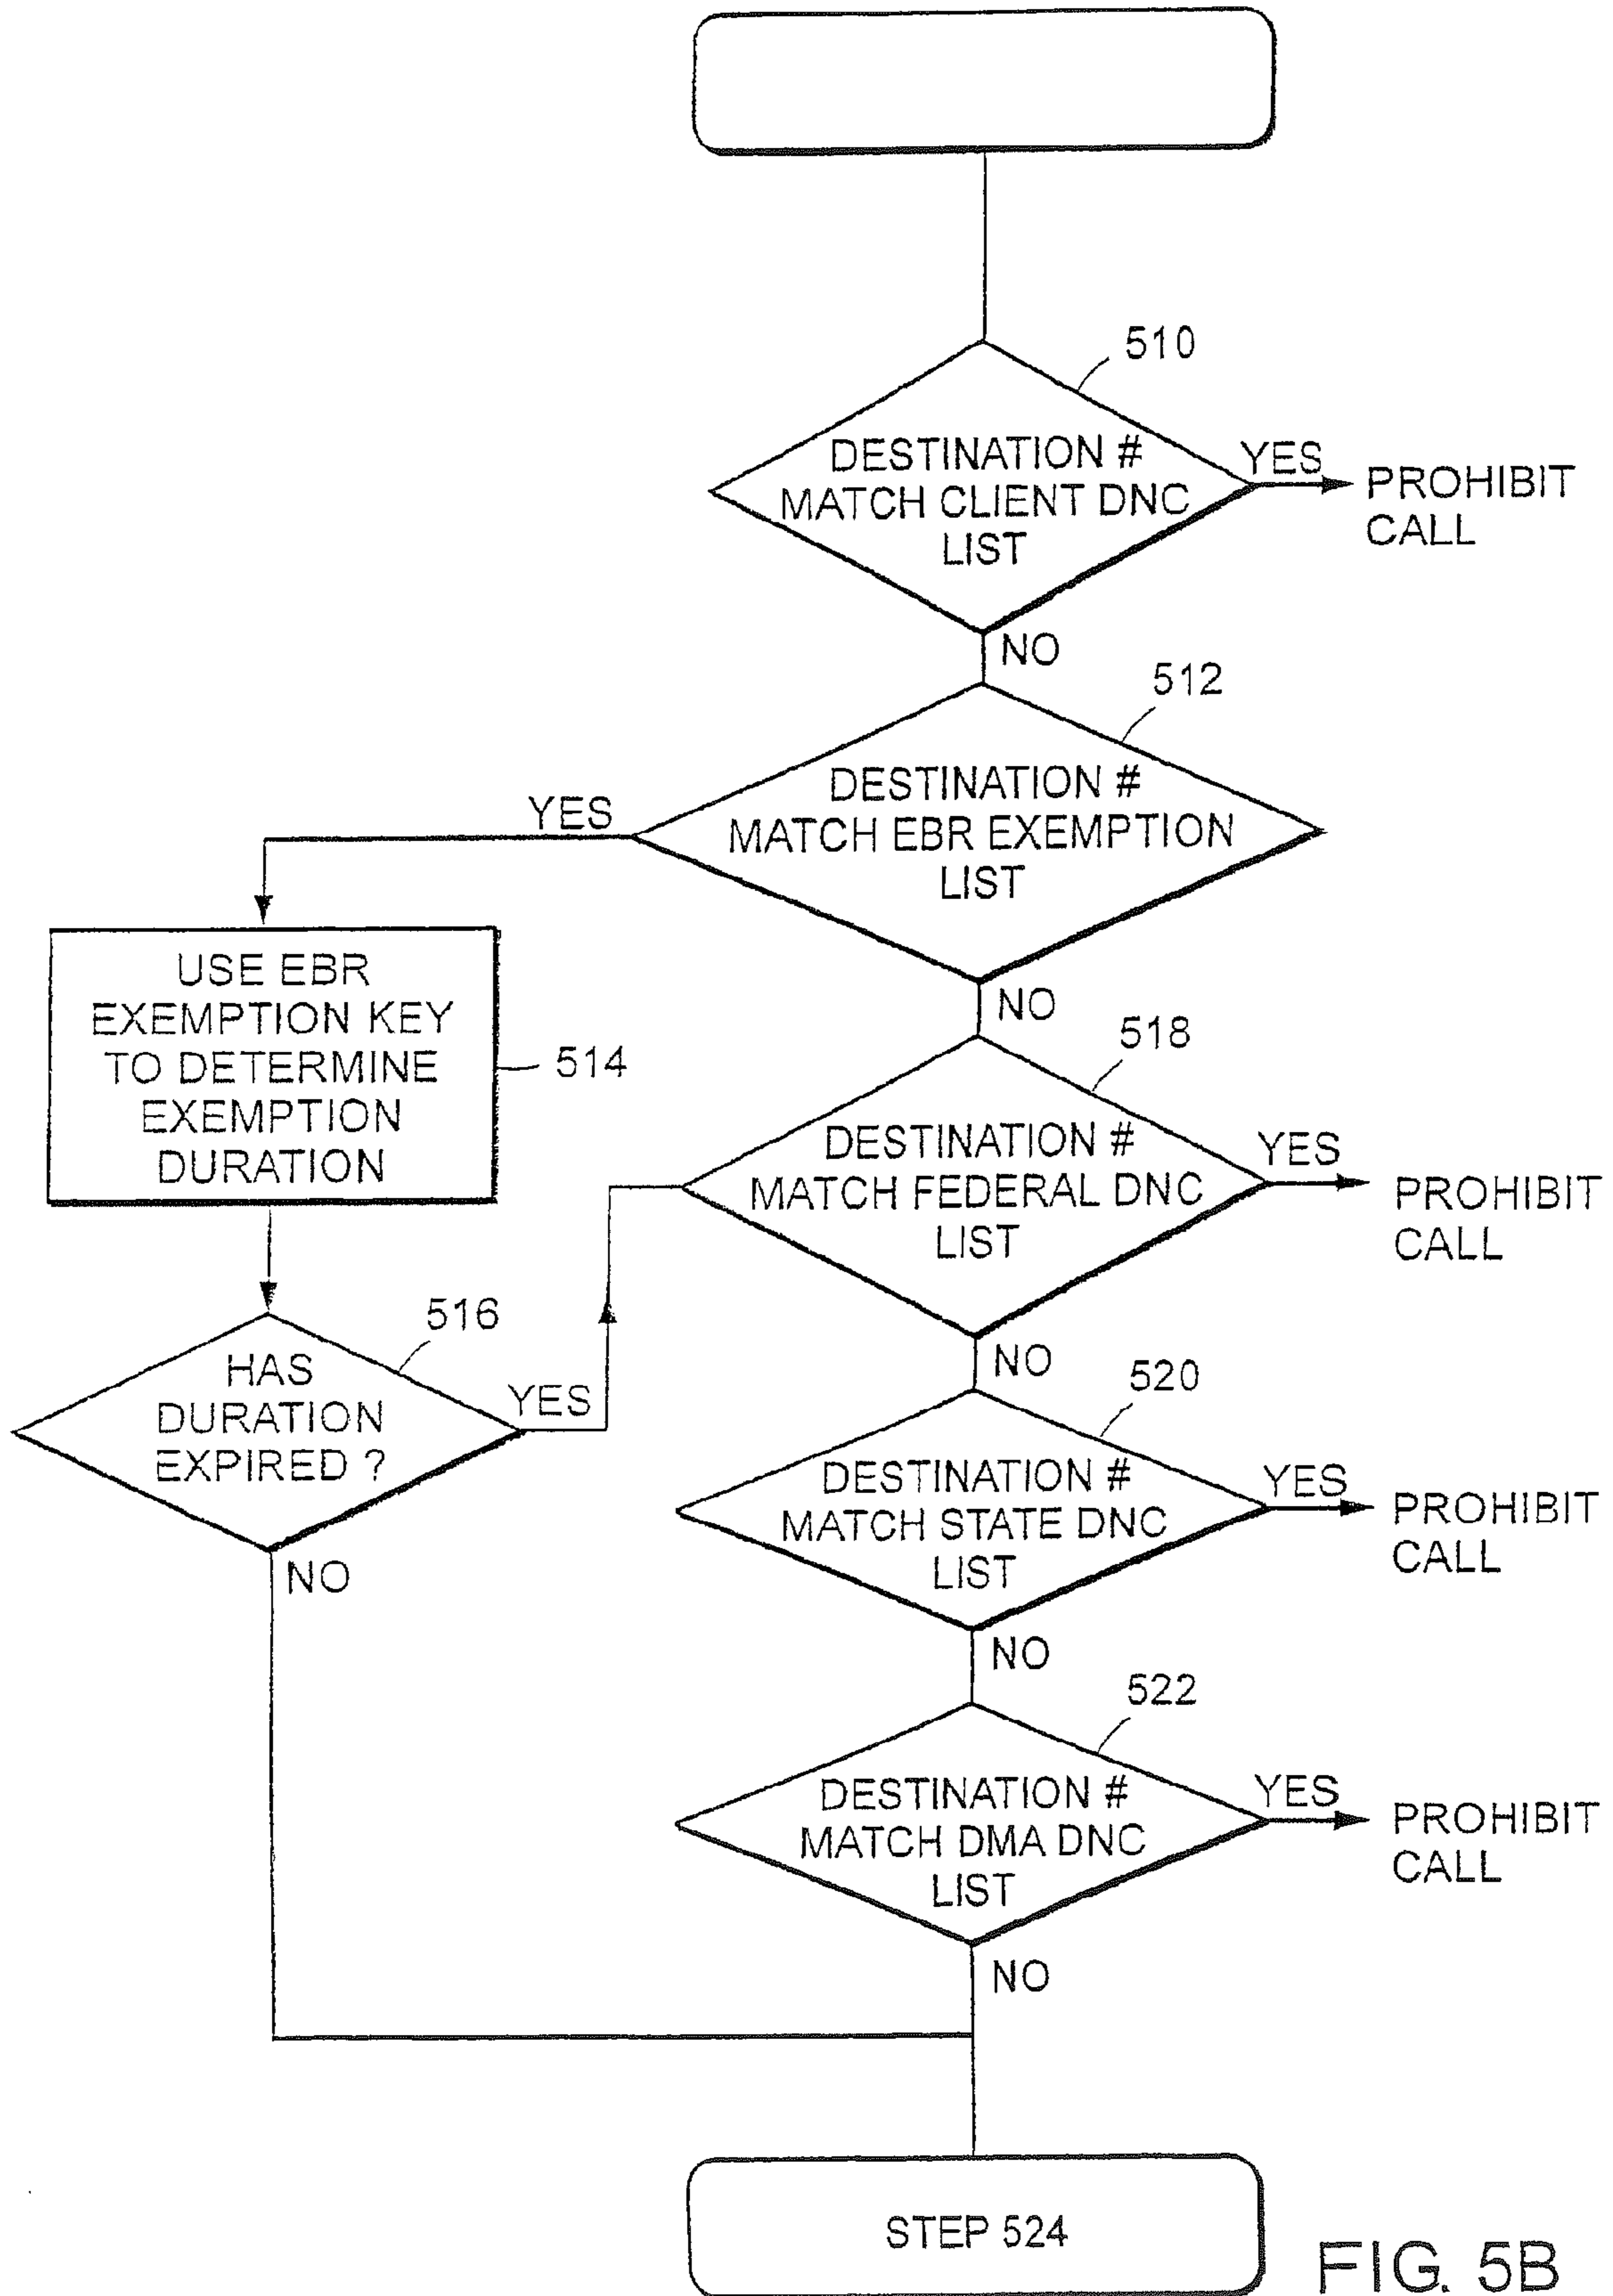 510
DESTINATION #
MATCH CLIENT DNC
LIST
YES
PROHIBIT
CALL
NO
512
DESTINATION #
MATCH EBR EXEMPTION
LIST
YES
NO
USE EBR
EXEMPTION KEY
TO DETERMINE
EXEMPTION
DURATION
514
518
DESTINATION #
MATCH FEDERAL DNC
LIST
YES
PROHIBIT
CALL
NO
516
HAS
DURATION
EXPIRED ?
YES
NO
520
DESTINATION #
MATCH STATE DNC
LIST
YES
PROHIBIT
CALL
NO
522
DESTINATION #
MATCH DMA DNC
LIST
YES
PROHIBIT
CALL
NO
STEP 524
FIG. 5B